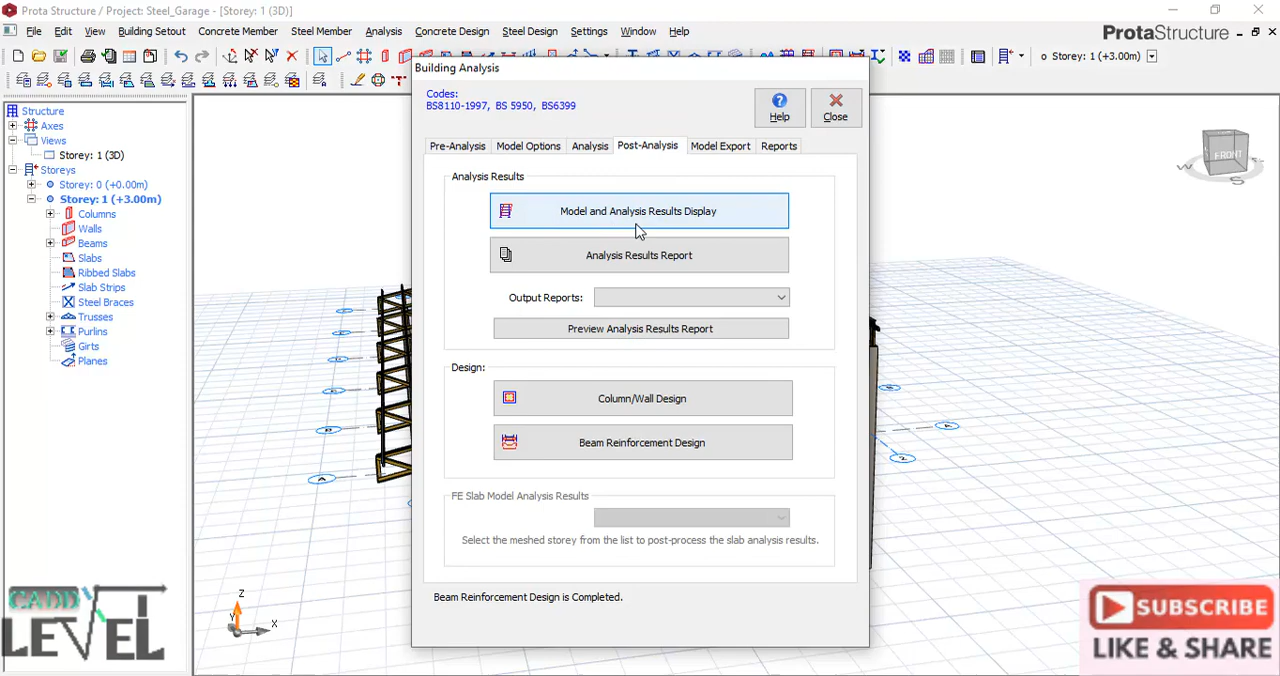 Prota Structure / Project: Steel_Garage - [Storey: 1 (3D)]
File Edit View Building Setout Concrete Member Steel Member Analysis Concrete Design Steel Design Settings Window Help
ProtaStructure
Storey: 1 (+3.00m)
Structure
Axes
Views
Storey: 1 (3D)
Storeys
Storey: 0 (+0.00m)
Storey: 1 (+3.00m)
Columns
Walls
Beams
Slabs
Ribbed Slabs
Slab Strips
Steel Braces
Trusses
Purlins
Girts
Planes
Building Analysis
Codes:
BS8110-1997, BS 5950, BS6399
Help
Close
Pre-Analysis Model Options Analysis Post-Analysis Model Export Reports
Analysis Results
Model and Analysis Results Display
Analysis Results Report
Output Reports:
Preview Analysis Results Report
Design:
Column/Wall Design
Beam Reinforcement Design
FE Slab Model Analysis Results
Select the meshed storey from the list to post-process the slab analysis results.
Beam Reinforcement Design is Completed.
FRONT
W
S
A
2
A
Z
Y
X
CADD
LEVEL
SUBSCRIBE
LIKE & SHARE